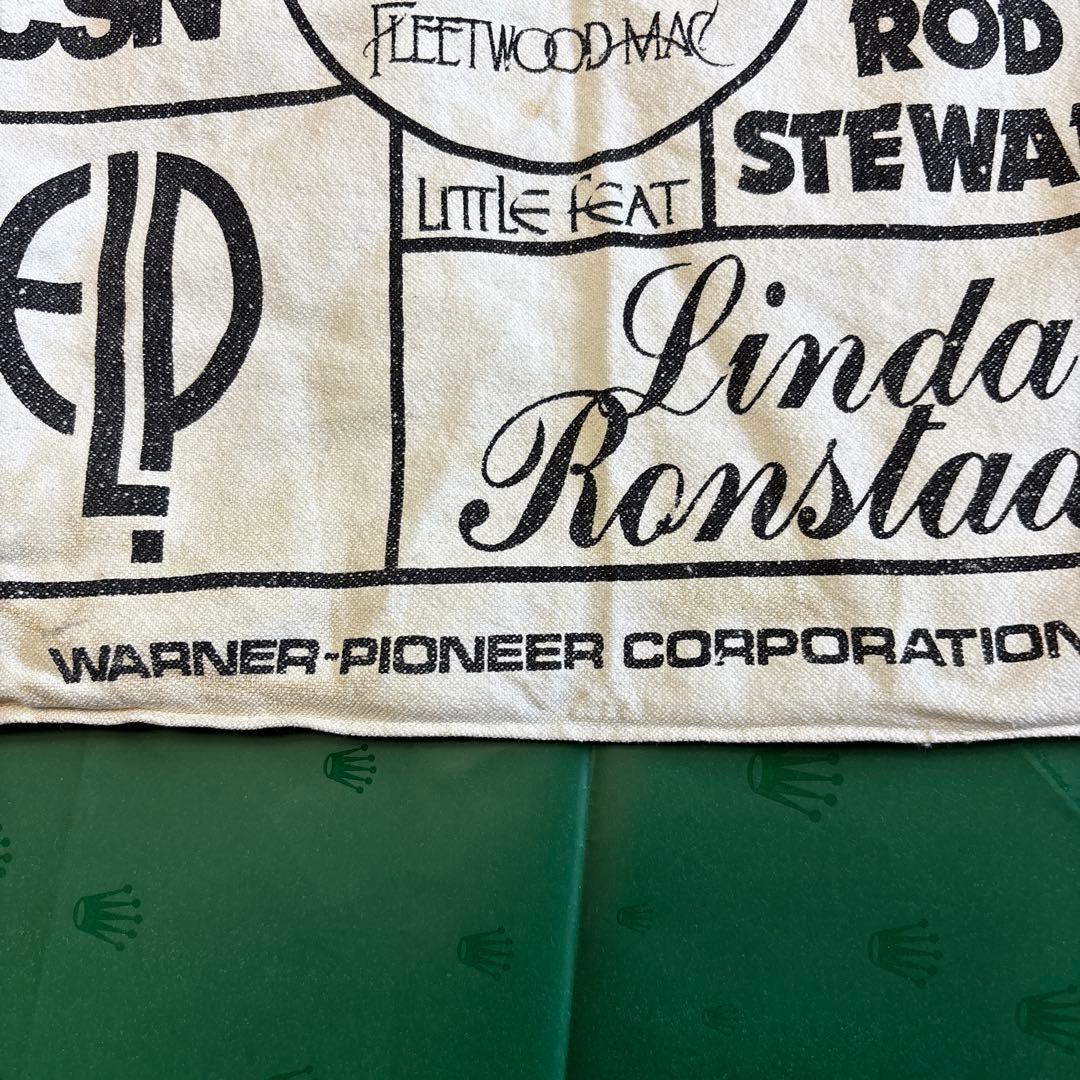 CSN
FLEETWOOD MAC
ROD
STEWA
ELP
LITTLE FEAT
Linda
Ronstad
WARNER-PIONEER CORPORATION